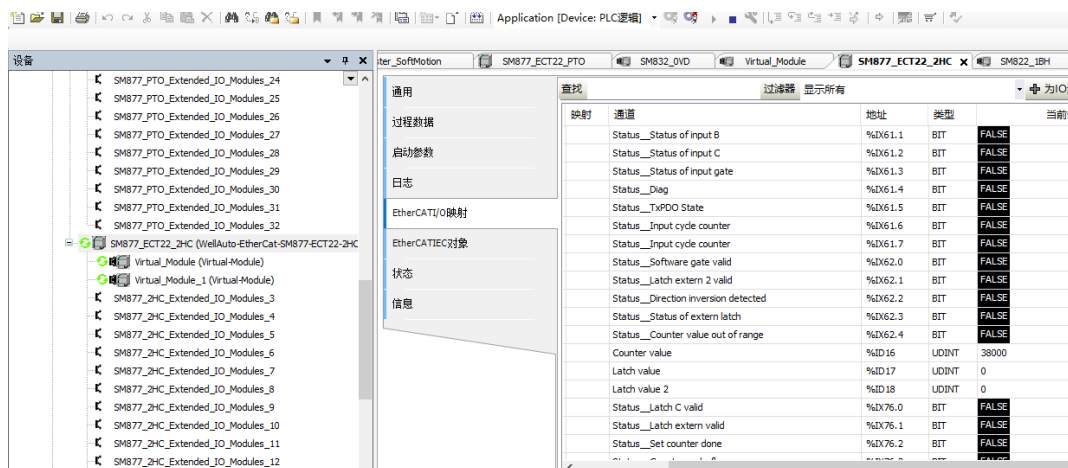 Application [Device: PLC逻辑]
设备
SM877_PTO_Extended_IO_Modules_24
SM877_PTO_Extended_IO_Modules_25
SM877_PTO_Extended_IO_Modules_26
SM877_PTO_Extended_IO_Modules_27
SM877_PTO_Extended_IO_Modules_28
SM877_PTO_Extended_IO_Modules_29
SM877_PTO_Extended_IO_Modules_30
SM877_PTO_Extended_IO_Modules_31
SM877_PTO_Extended_IO_Modules_32
SM877_ECT22_2HC (WellAuto-EtherCat-SM877-ECT22-2HC
Virtual_Module (Virtual-Module)
Virtual_Module_1 (Virtual-Module)
SM877_2HC_Extended_IO_Modules_3
SM877_2HC_Extended_IO_Modules_4
SM877_2HC_Extended_IO_Modules_5
SM877_2HC_Extended_IO_Modules_6
SM877_2HC_Extended_IO_Modules_7
SM877_2HC_Extended_IO_Modules_8
SM877_2HC_Extended_IO_Modules_9
SM877_2HC_Extended_IO_Modules_10
SM877_2HC_Extended_IO_Modules_11
SM877_2HC_Extended_IO_Modules_12
ter_SoftMotion SM877_ECT22_PTO SM832_0VD Virtual_Module SM877_ECT22_2HC SM822_1BH
通用
过程数据
启动参数
日志
EtherCATI/O映射
EtherCATIEC对象
状态
信息
查找 过滤器 显示所有 为IO
映射 通道 地址 类型 当前
Status__Status of input B %IX61.1 BIT FALSE
Status__Status of input C %IX61.2 BIT FALSE
Status__Status of input gate %IX61.3 BIT FALSE
Status__Diag %IX61.4 BIT FALSE
Status__TxPDO State %IX61.5 BIT FALSE
Status__Input cycle counter %IX61.6 BIT FALSE
Status__Input cycle counter %IX61.7 BIT FALSE
Status__Software gate valid %IX62.0 BIT FALSE
Status__Latch extern 2 valid %IX62.1 BIT FALSE
Status__Direction inversion detected %IX62.2 BIT FALSE
Status__Status of extern latch %IX62.3 BIT FALSE
Status__Counter value out of range %IX62.4 BIT FALSE
Counter value %ID16 UDINT 38000
Latch value %ID17 UDINT 0
Latch value 2 %ID18 UDINT 0
Status__Latch C valid %IX76.0 BIT FALSE
Status__Latch extern valid %IX76.1 BIT FALSE
Status__Set counter done %IX76.2 BIT FALSE